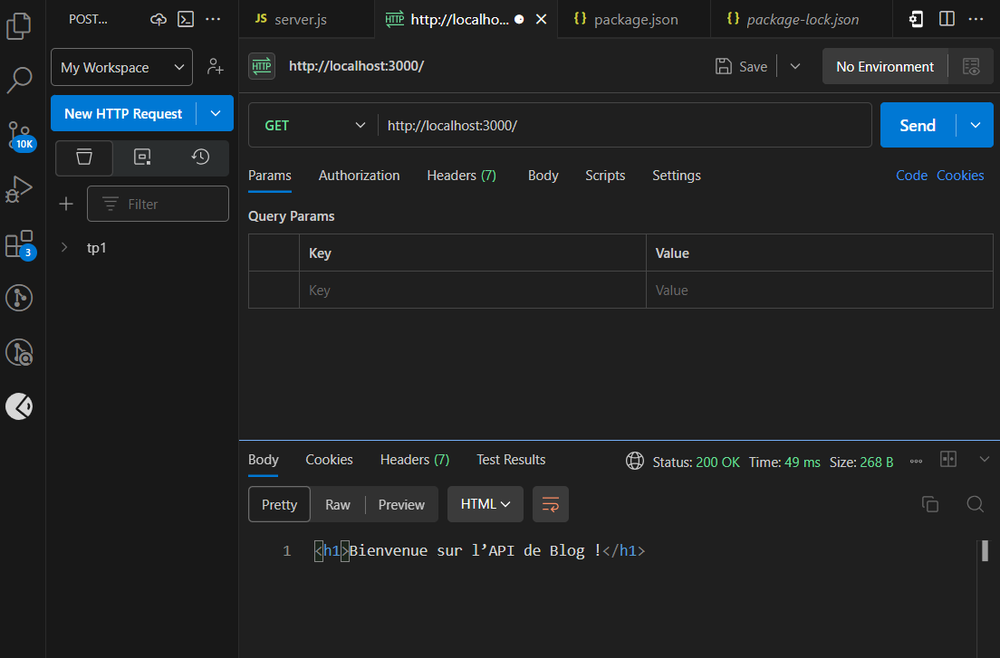 POST...
server.js
http://localho...
package.json
package-lock.json
My Workspace
http://localhost:3000/
Save
No Environment
New HTTP Request
GET
http://localhost:3000/
Send
10K
Params
Authorization
Headers (7)
Body
Scripts
Settings
Code
Cookies
Filter
Query Params
3
tp1
Key
Value
Key
Value
Body
Cookies
Headers (7)
Test Results
Status: 200 OK
Time: 49 ms
Size: 268 B
Pretty
Raw
Preview
HTML
1
<h1>Bienvenue sur l’API de Blog !</h1>